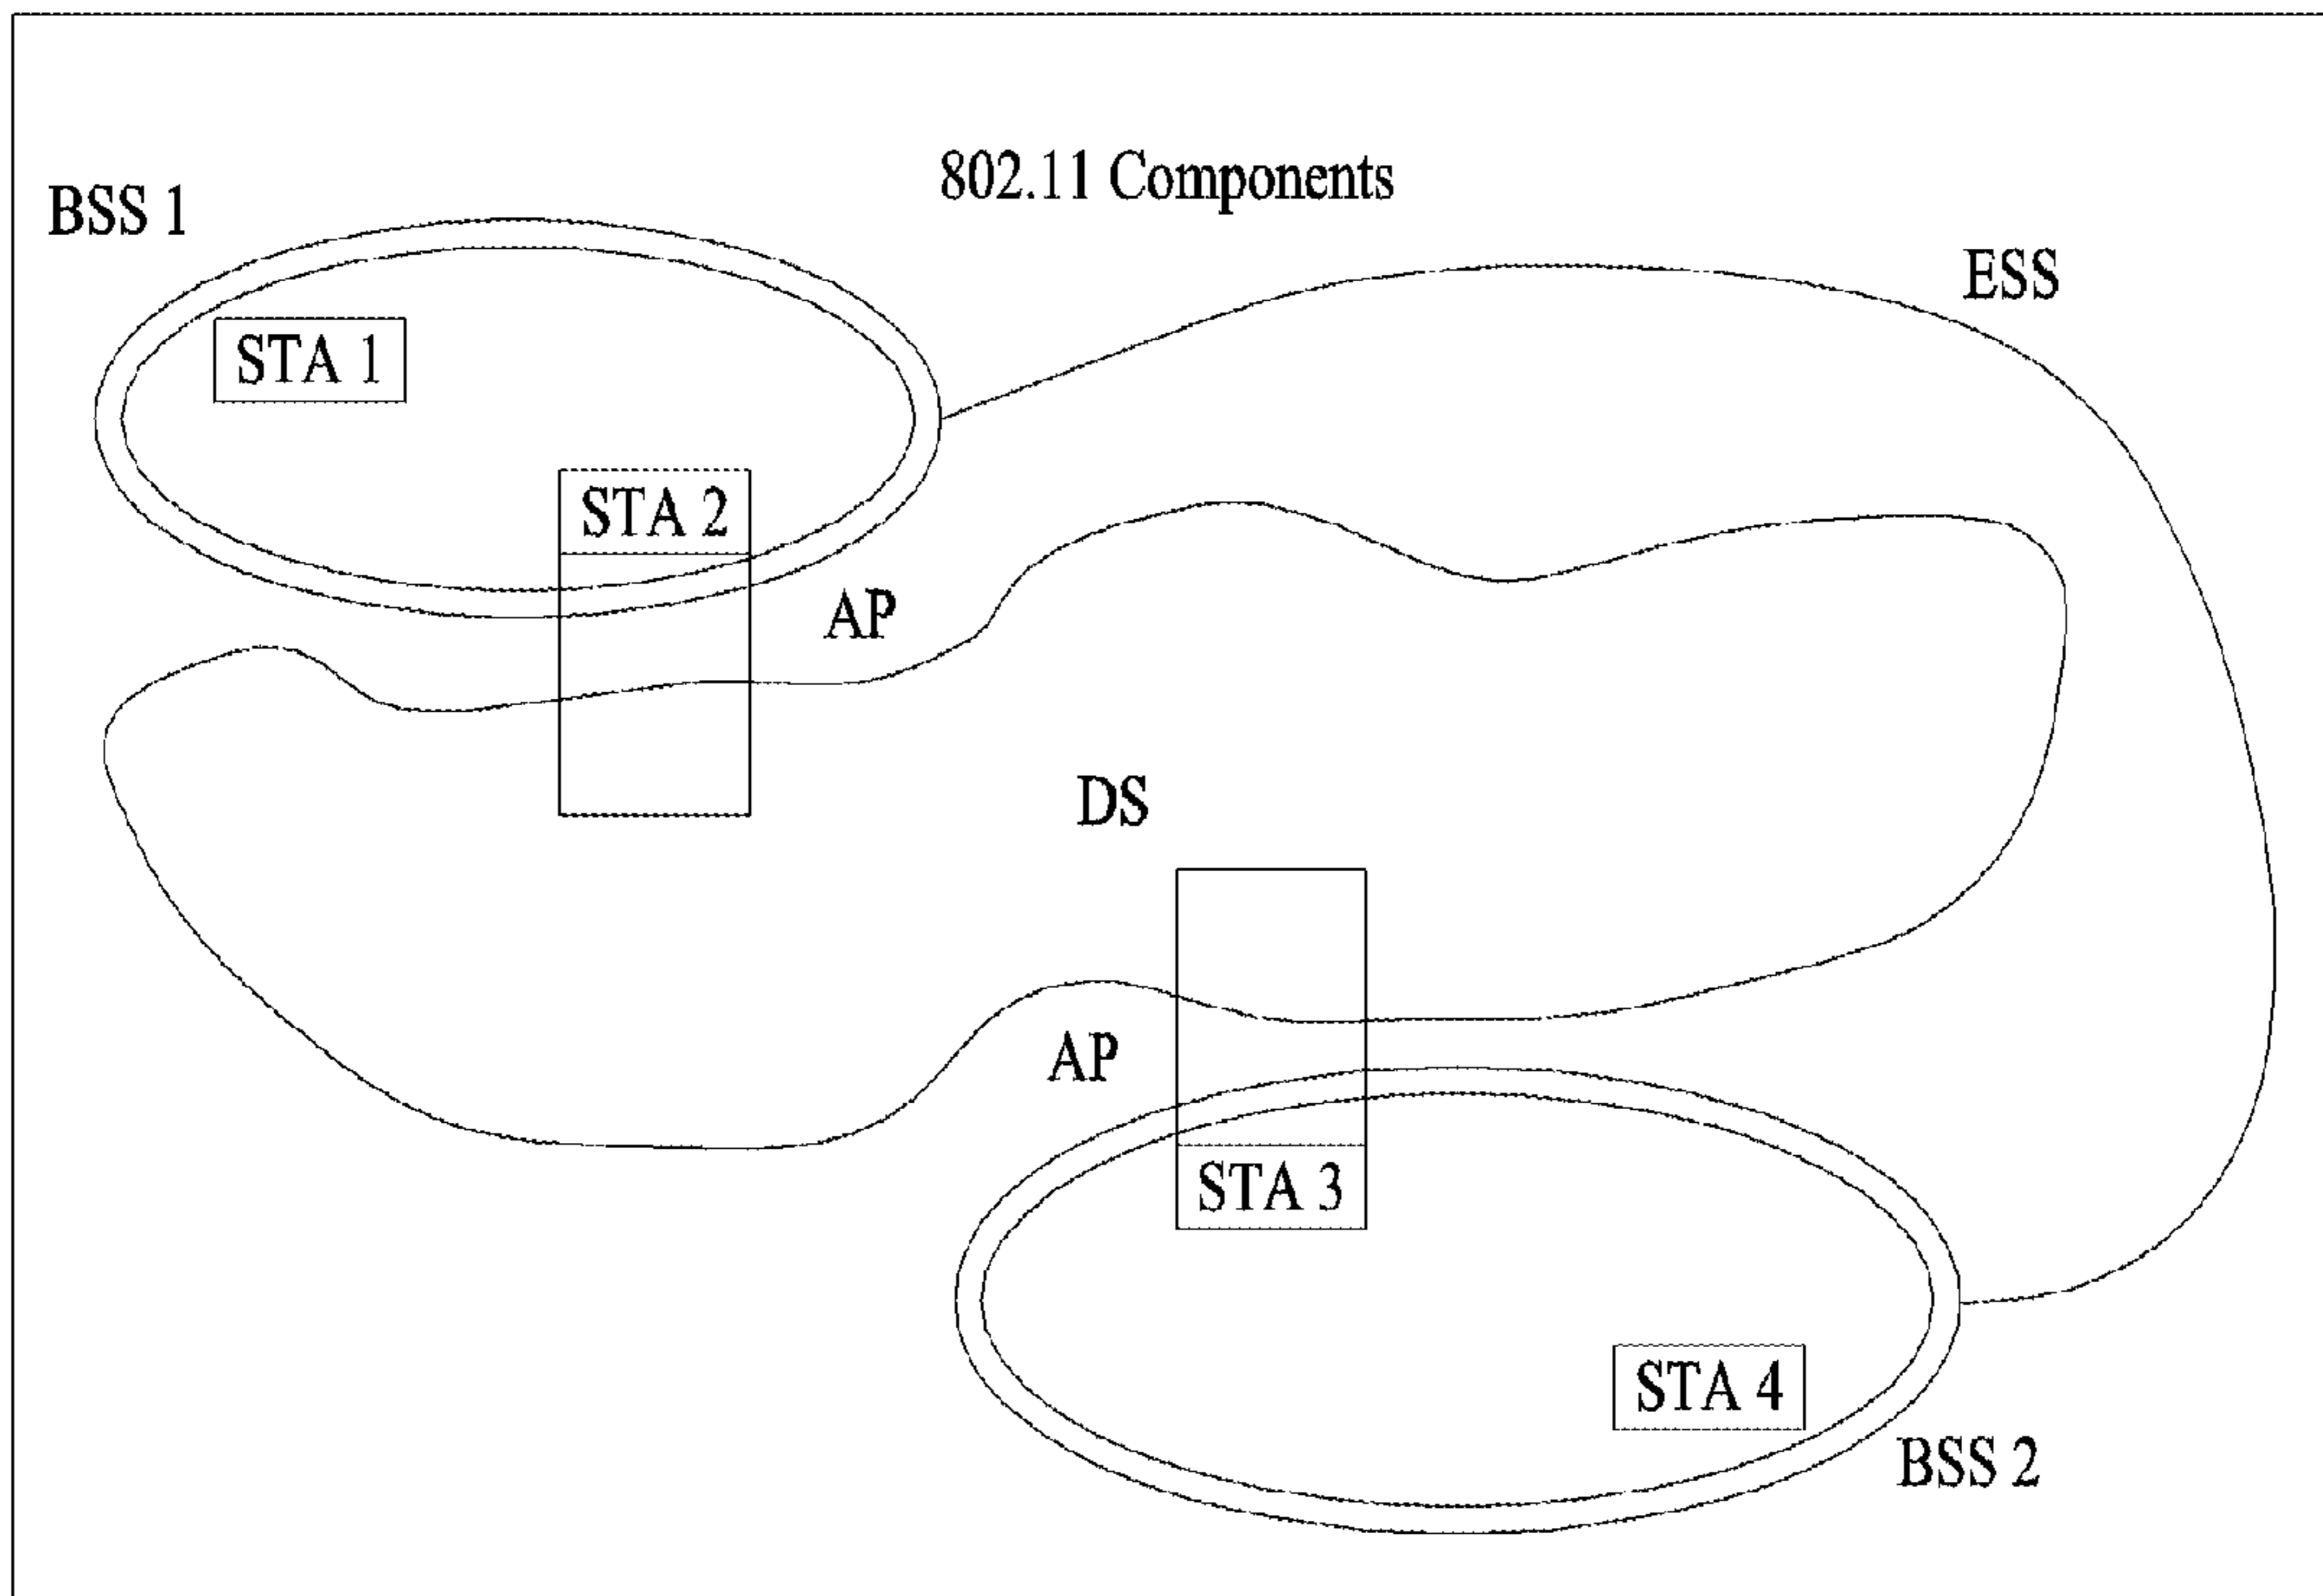 802.11 Components
BSS 1
ESS
STA 1
STA 2
AP
DS
AP
STA 3
STA 4
BSS 2